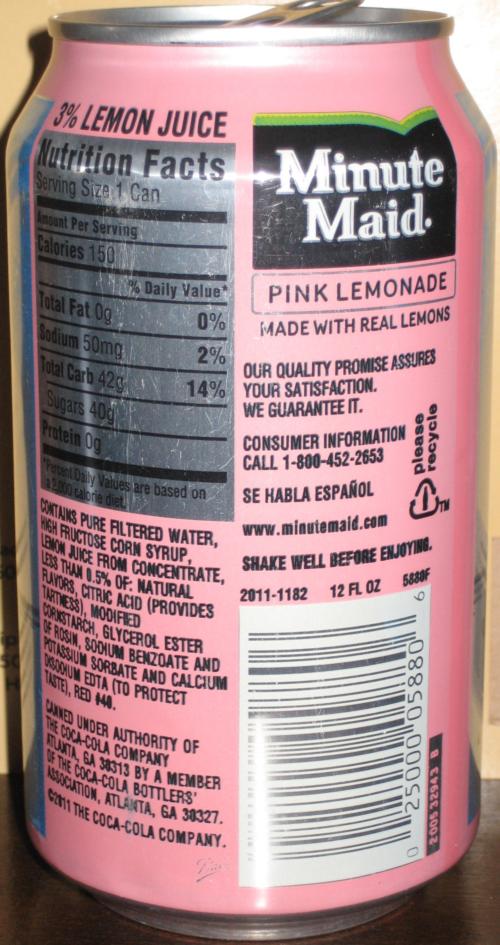 3% LEMON JUICE
Nutrition Facts
Serving Size 1 Can
Amount Per Serving
Calories 150
% Daily Value*
Total Fat 0g 0%
Sodium 50mg 2%
Total Carb 42g 14%
Sugars 40g
Protein 0g
*Percent Daily Values are based on
a 2,000 calorie diet.
CONTAINS PURE FILTERED WATER,
HIGH FRUCTOSE CORN SYRUP,
LEMON JUICE FROM CONCENTRATE,
LESS THAN 0.5% OF: NATURAL
FLAVORS, CITRIC ACID (PROVIDES
TARTNESS), MODIFIED
CORNSTARCH, GLYCEROL ESTER
OF ROSIN, SODIUM BENZOATE AND
POTASSIUM SORBATE AND CALCIUM
DISODIUM EDTA (TO PROTECT
TASTE), RED #40.
CANNED UNDER AUTHORITY OF
THE COCA-COLA COMPANY
ATLANTA, GA 30313 BY A MEMBER
OF THE COCA-COLA BOTTLERS'
ASSOCIATION, ATLANTA, GA 30327.
©2011 THE COCA-COLA COMPANY.
Minute
Maid.
PINK LEMONADE
MADE WITH REAL LEMONS
OUR QUALITY PROMISE ASSURES
YOUR SATISFACTION.
WE GUARANTEE IT.
CONSUMER INFORMATION
CALL 1-800-452-2653
SE HABLA ESPAÑOL
www.minutemaid.com
please
recycle
TM
SHAKE WELL BEFORE ENJOYING.
2011-1182 12 FL OZ 5888F
0 25000 05880 6
2005 32943 B